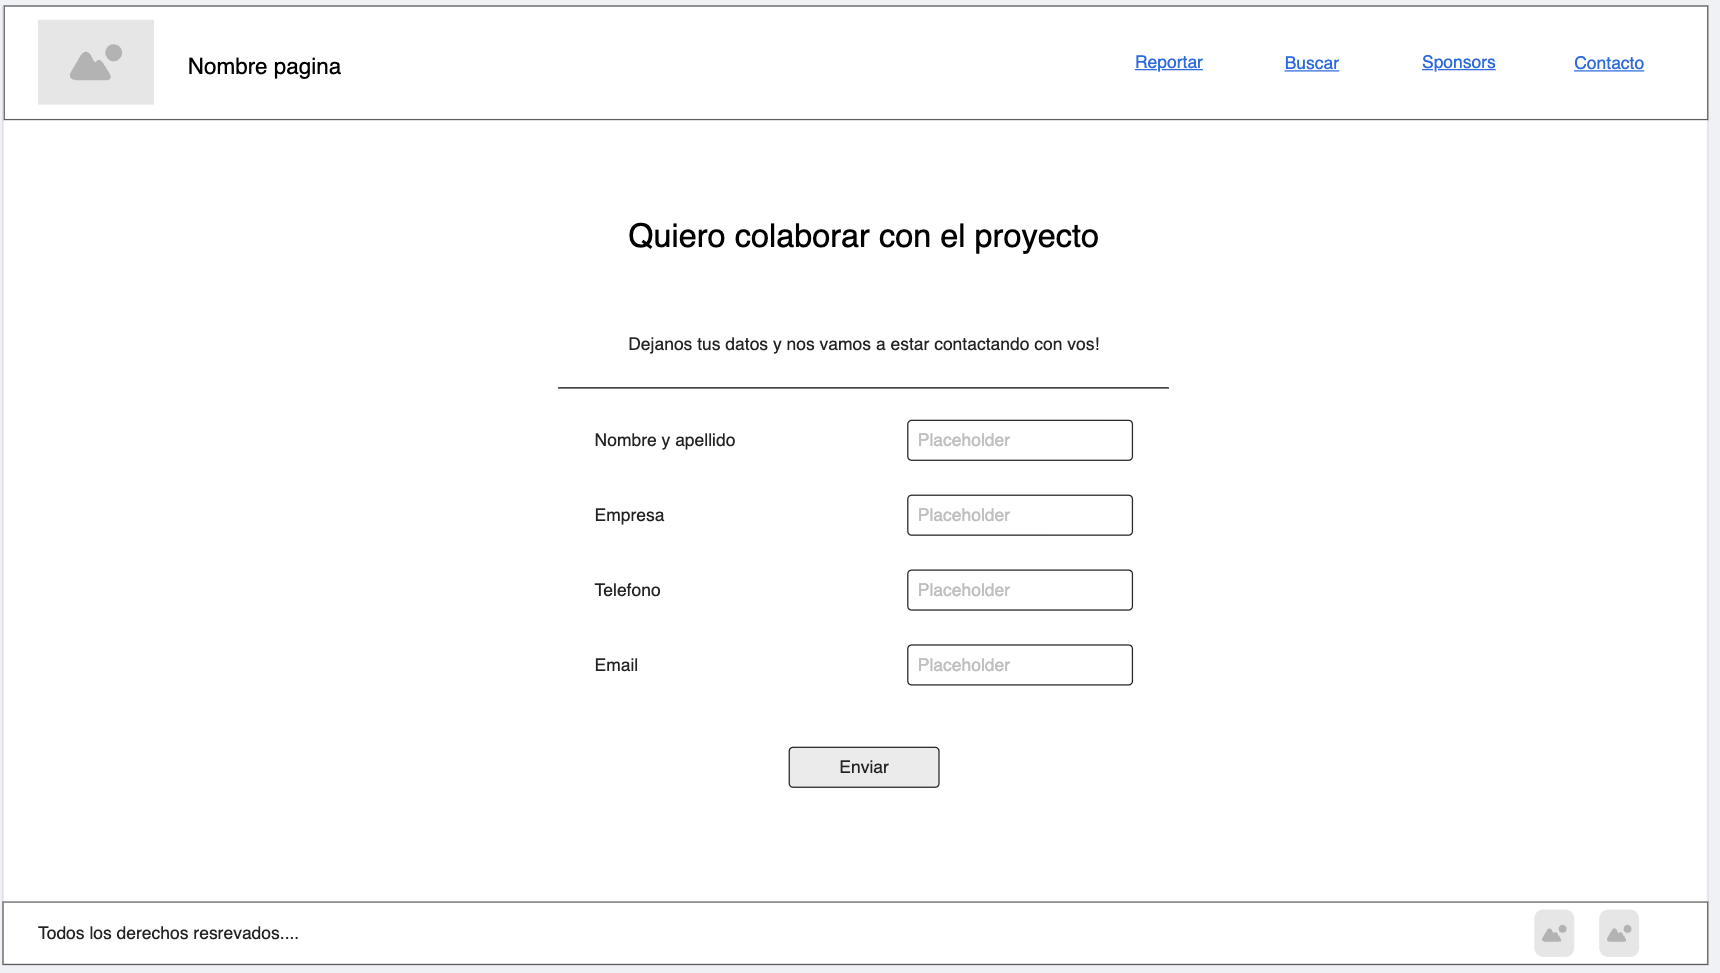 Nombre pagina
Reportar
Buscar
Sponsors
Contacto
Quiero colaborar con el proyecto
Dejanos tus datos y nos vamos a estar contactando con vos!
Nombre y apellido
Placeholder
Empresa
Placeholder
Telefono
Placeholder
Email
Placeholder
Enviar
Todos los derechos resrevados....